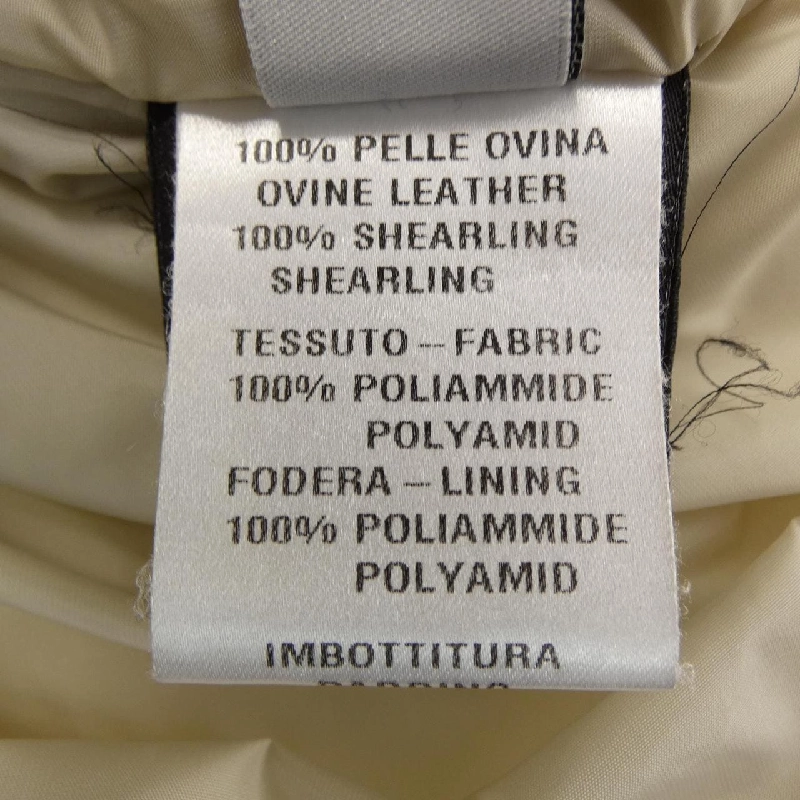 100% PELLE OVINA
OVINE LEATHER
100% SHEARLING
SHEARLING
TESSUTO – FABRIC
100% POLIAMMIDE
POLYAMID
FODERA – LINING
100% POLIAMMIDE
POLYAMID
IMBOTTITURA